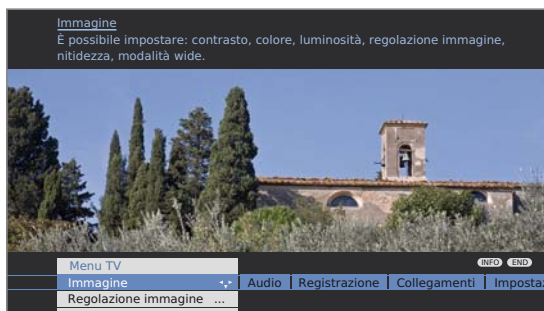 Immagine
È possibile impostare: contrasto, colore, luminosità, regolazione immagine,
nitidezza, modalità wide.
Menu TV
INFO END
Immagine Audio Registrazione Collegamenti Impostaz
Regolazione immagine ...